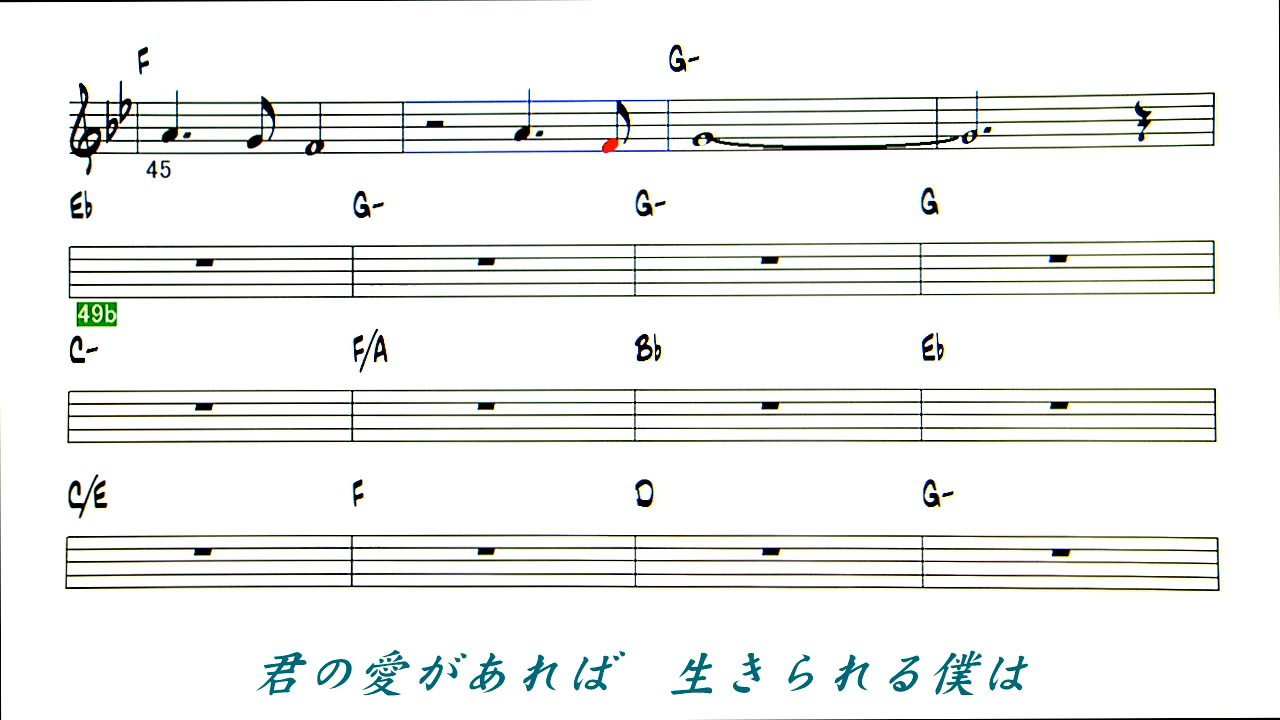 F G-
45
Eb G- G- G
49b
C- F/A Bb Eb
C/E F D G-
君の愛があれば 生きられる僕は